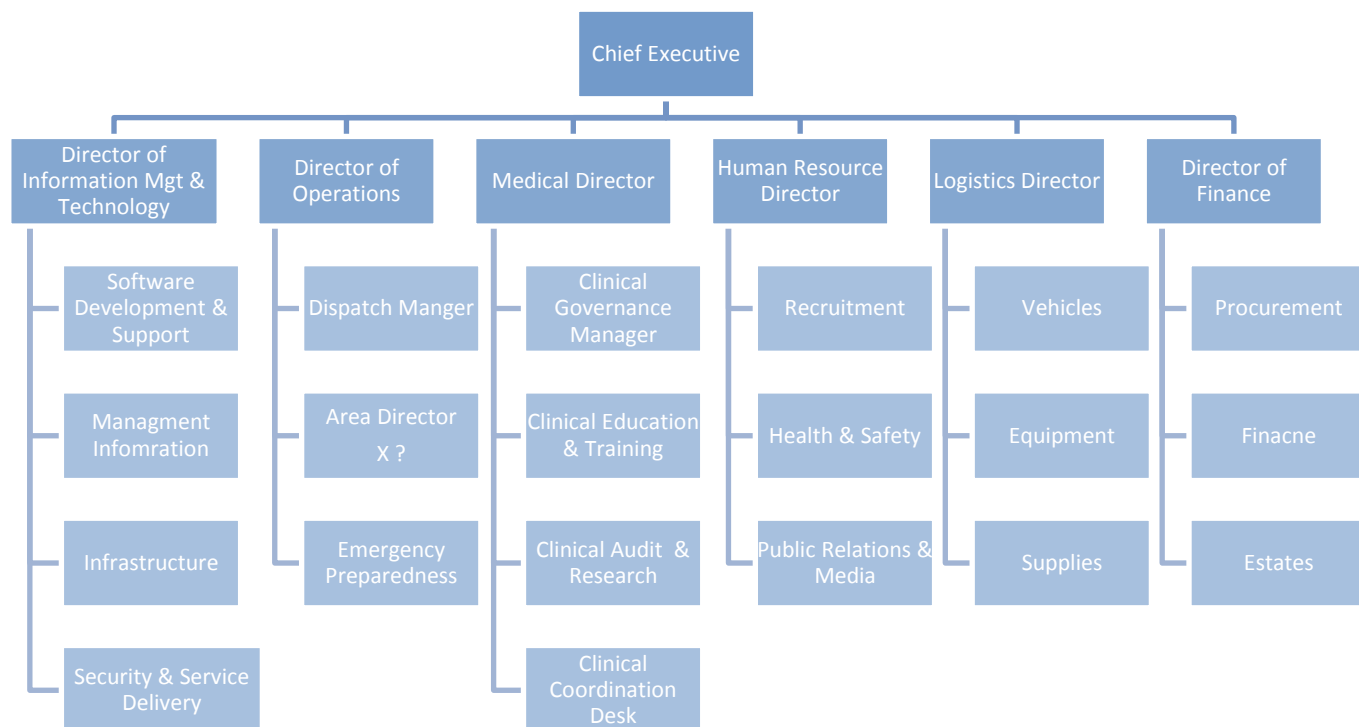 Chief Executive
Director of
Information Mgt &
Technology
Director of
Operations
Medical Director
Human Resource
Director
Logistics Director
Director of
Finance
Software
Development &
Support
Dispatch Manger
Clinical
Governance
Manager
Recruitment
Vehicles
Procurement
Managment
Infomration
Area Director
X ?
Clinical Education
& Training
Health & Safety
Equipment
Finacne
Infrastructure
Emergency
Preparedness
Clinical Audit & 
Research
Public Relations &
Media
Supplies
Estates
Security & Service
Delivery
Clinical
Coordination
Desk